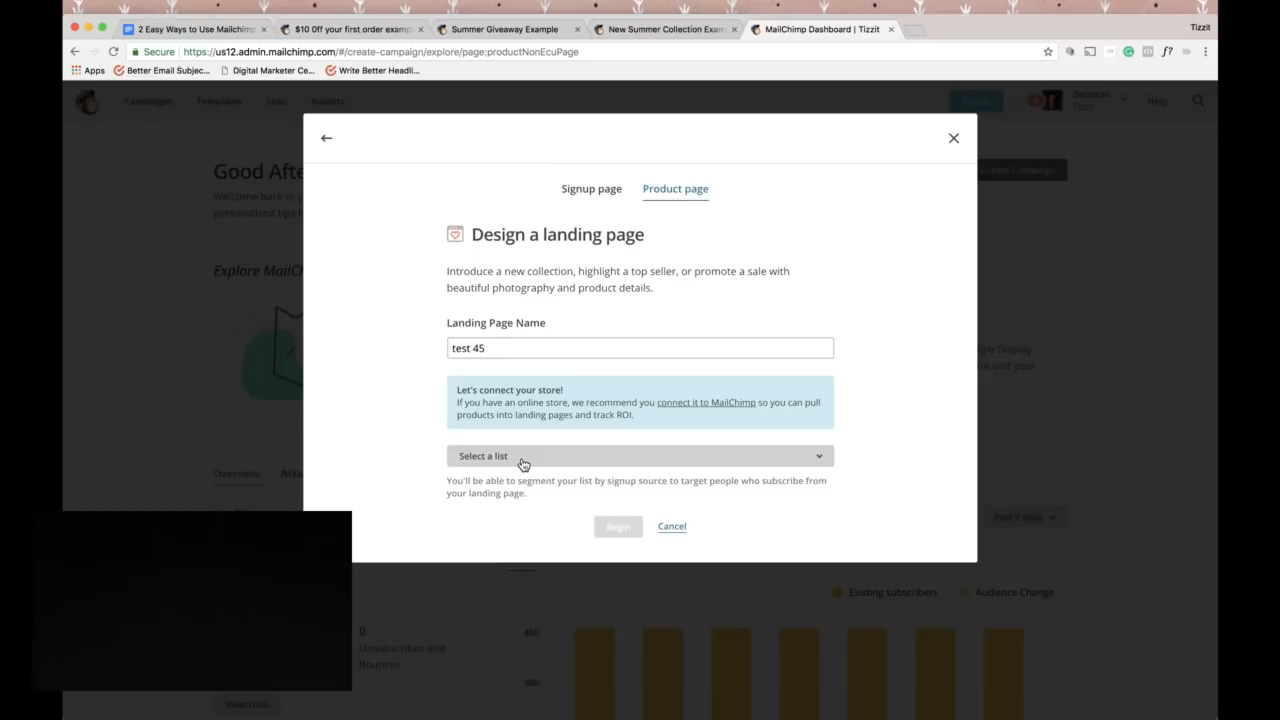 2 Easy Ways to Use Mailchimp
$10 Off your first order exampl
Summer Giveaway Example
New Summer Collection Exam
MailChimp Dashboard | Tizzit
Tizzit
Secure
https://us12.admin.mailchimp.com/#/create-campaign/explore/page:productNonEcuPage
Apps
Better Email Subjec...
Digital Marketer Ce...
Write Better Headli...
Campaigns
Templates
Lists
Reports
Help
Good Afte
Create Campaign
Welcome back
personalized tips f
Explore MailC
Signup page
Product page
Design a landing page
Introduce a new collection, highlight a top seller, or promote a sale with
beautiful photography and product details.
Landing Page Name
test 45
Let's connect your store!
If you have an online store, we recommend you connect it to MailChimp so you can pull
products into landing pages and track ROI.
Select a list
You'll be able to segment your list by signup source to target people who subscribe from
your landing page.
Begin
Cancel
gle Display
visit your
Overview
Existing subscribers
Audience Change
0
Unsubscribes and
Bounces
400
300
View Lists